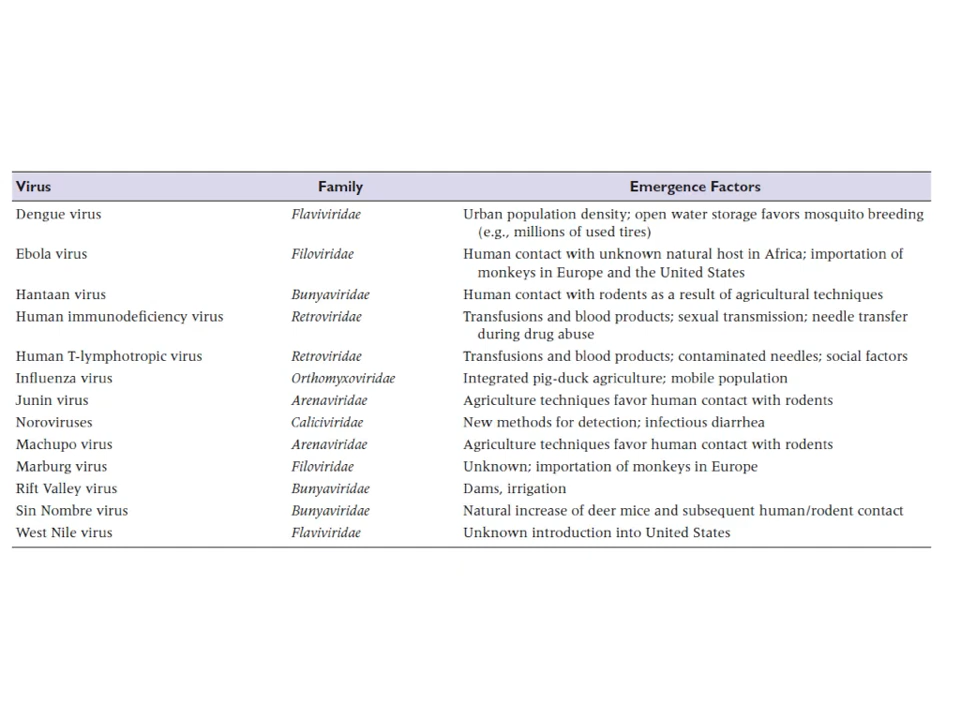 Virus Family Emergence Factors
Dengue virus Flaviviridae Urban population density; open water storage favors mosquito breeding
(e.g., millions of used tires)
Ebola virus Filoviridae Human contact with unknown natural host in Africa; importation of
monkeys in Europe and the United States
Hantaan virus Bunyaviridae Human contact with rodents as a result of agricultural techniques
Human immunodeficiency virus Retroviridae Transfusions and blood products; sexual transmission; needle transfer
during drug abuse
Human T-lymphotropic virus Retroviridae Transfusions and blood products; contaminated needles; social factors
Influenza virus Orthomyxoviridae Integrated pig-duck agriculture; mobile population
Junin virus Arenaviridae Agriculture techniques favor human contact with rodents
Noroviruses Caliciviridae New methods for detection; infectious diarrhea
Machupo virus Arenaviridae Agriculture techniques favor human contact with rodents
Marburg virus Filoviridae Unknown; importation of monkeys in Europe
Rift Valley virus Bunyaviridae Dams, irrigation
Sin Nombre virus Bunyaviridae Natural increase of deer mice and subsequent human/rodent contact
West Nile virus Flaviviridae Unknown introduction into United States